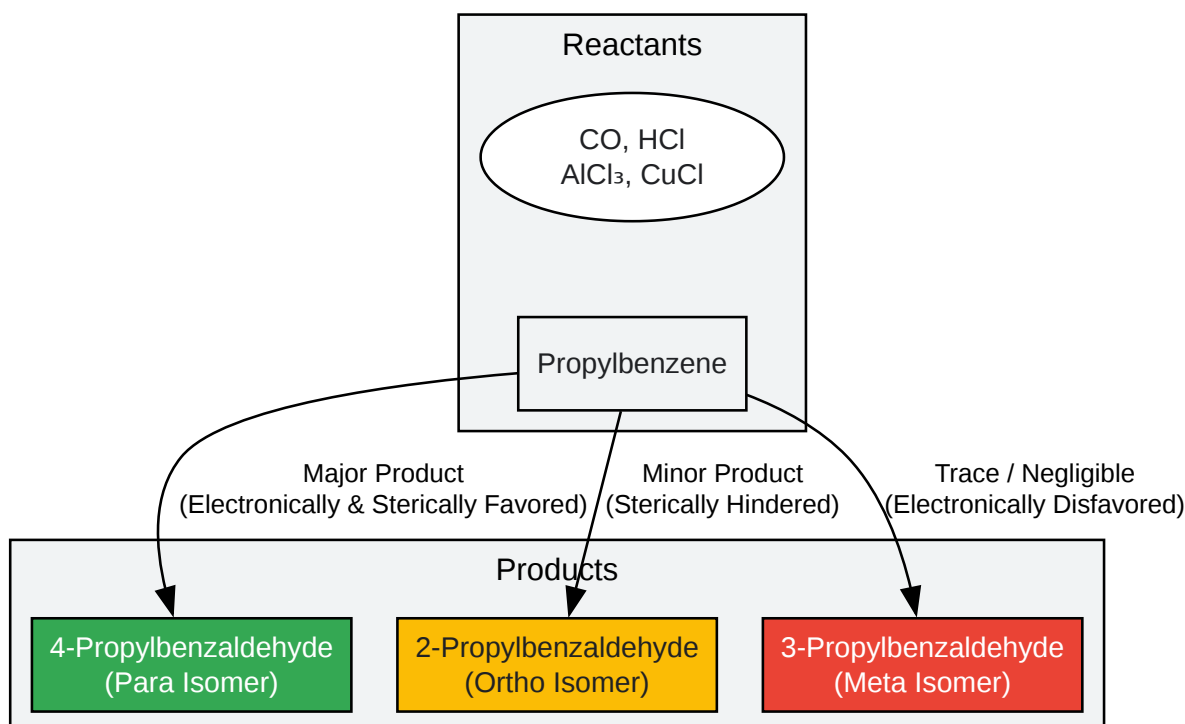 Reactants
CO, HCl
AlCl₃, CuCl
Propylbenzene
Major Product
(Electronically & Sterically Favored)
Minor Product
(Sterically Hindered)
Trace / Negligible
(Electronically Disfavored)
Products
4-Propylbenzaldehyde
(Para Isomer)
2-Propylbenzaldehyde
(Ortho Isomer)
3-Propylbenzaldehyde
(Meta Isomer)